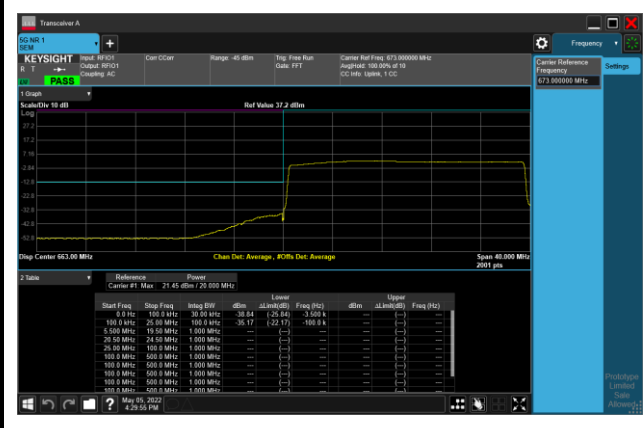 Transceiver A
5G NR 1
SEM
Frequency
KEYSIGHT
R T
PASS
Input: RFIO1
Output: RFIO1
Coupling: AC
Corr CCorr
Range: -45 dBm
Trig: Free Run
Gate: FFT
Carrier Ref Freq: 673.000000 MHz
Avg|Hold: 100.00% of 10
CC Info: Uplink, 1 CC
Carrier Reference
Frequency
673.000000 MHz
Settings
1 Graph
Scale/Div 10 dB
Ref Value 37.2 dBm
Log
27.2
17.2
7.16
-2.84
-12.8
-22.8
-32.8
-42.8
-52.8
Disp Center 663.00 MHz
Chan Det: Average , #Offs Det: Average
Span 40.000 MHz
2001 pts
2 Table
Reference Power
Carrier #1 Max 21.45 dBm / 20.000 MHz
Lower Upper
Start Freq Stop Freq Integ BW dBm ΔLimit(dB) Freq (Hz) dBm ΔLimit(dB) Freq (Hz)
0.0 Hz 100.0 kHz 30.00 kHz -38.84 (-25.84) -3.500 k --- (---) ---
100.0 kHz 25.00 MHz 100.0 kHz -35.17 (-22.17) -100.0 k --- (---) ---
5.500 MHz 19.50 MHz 1.000 MHz --- (---) --- --- (---) ---
20.50 MHz 24.50 MHz 1.000 MHz --- (---) --- --- (---) ---
25.00 MHz 100.0 MHz 1.000 MHz --- (---) --- --- (---) ---
100.0 MHz 500.0 MHz 1.000 MHz --- (---) --- --- (---) ---
100.0 MHz 500.0 MHz 1.000 MHz --- (---) --- --- (---) ---
100.0 MHz 500.0 MHz 1.000 MHz --- (---) --- --- (---) ---
100.0 MHz 500.0 MHz 1.000 MHz --- (---) --- --- (---) ---
May 05, 2022
4:29:55 PM
Prototype
Limited
Sale
Allowed